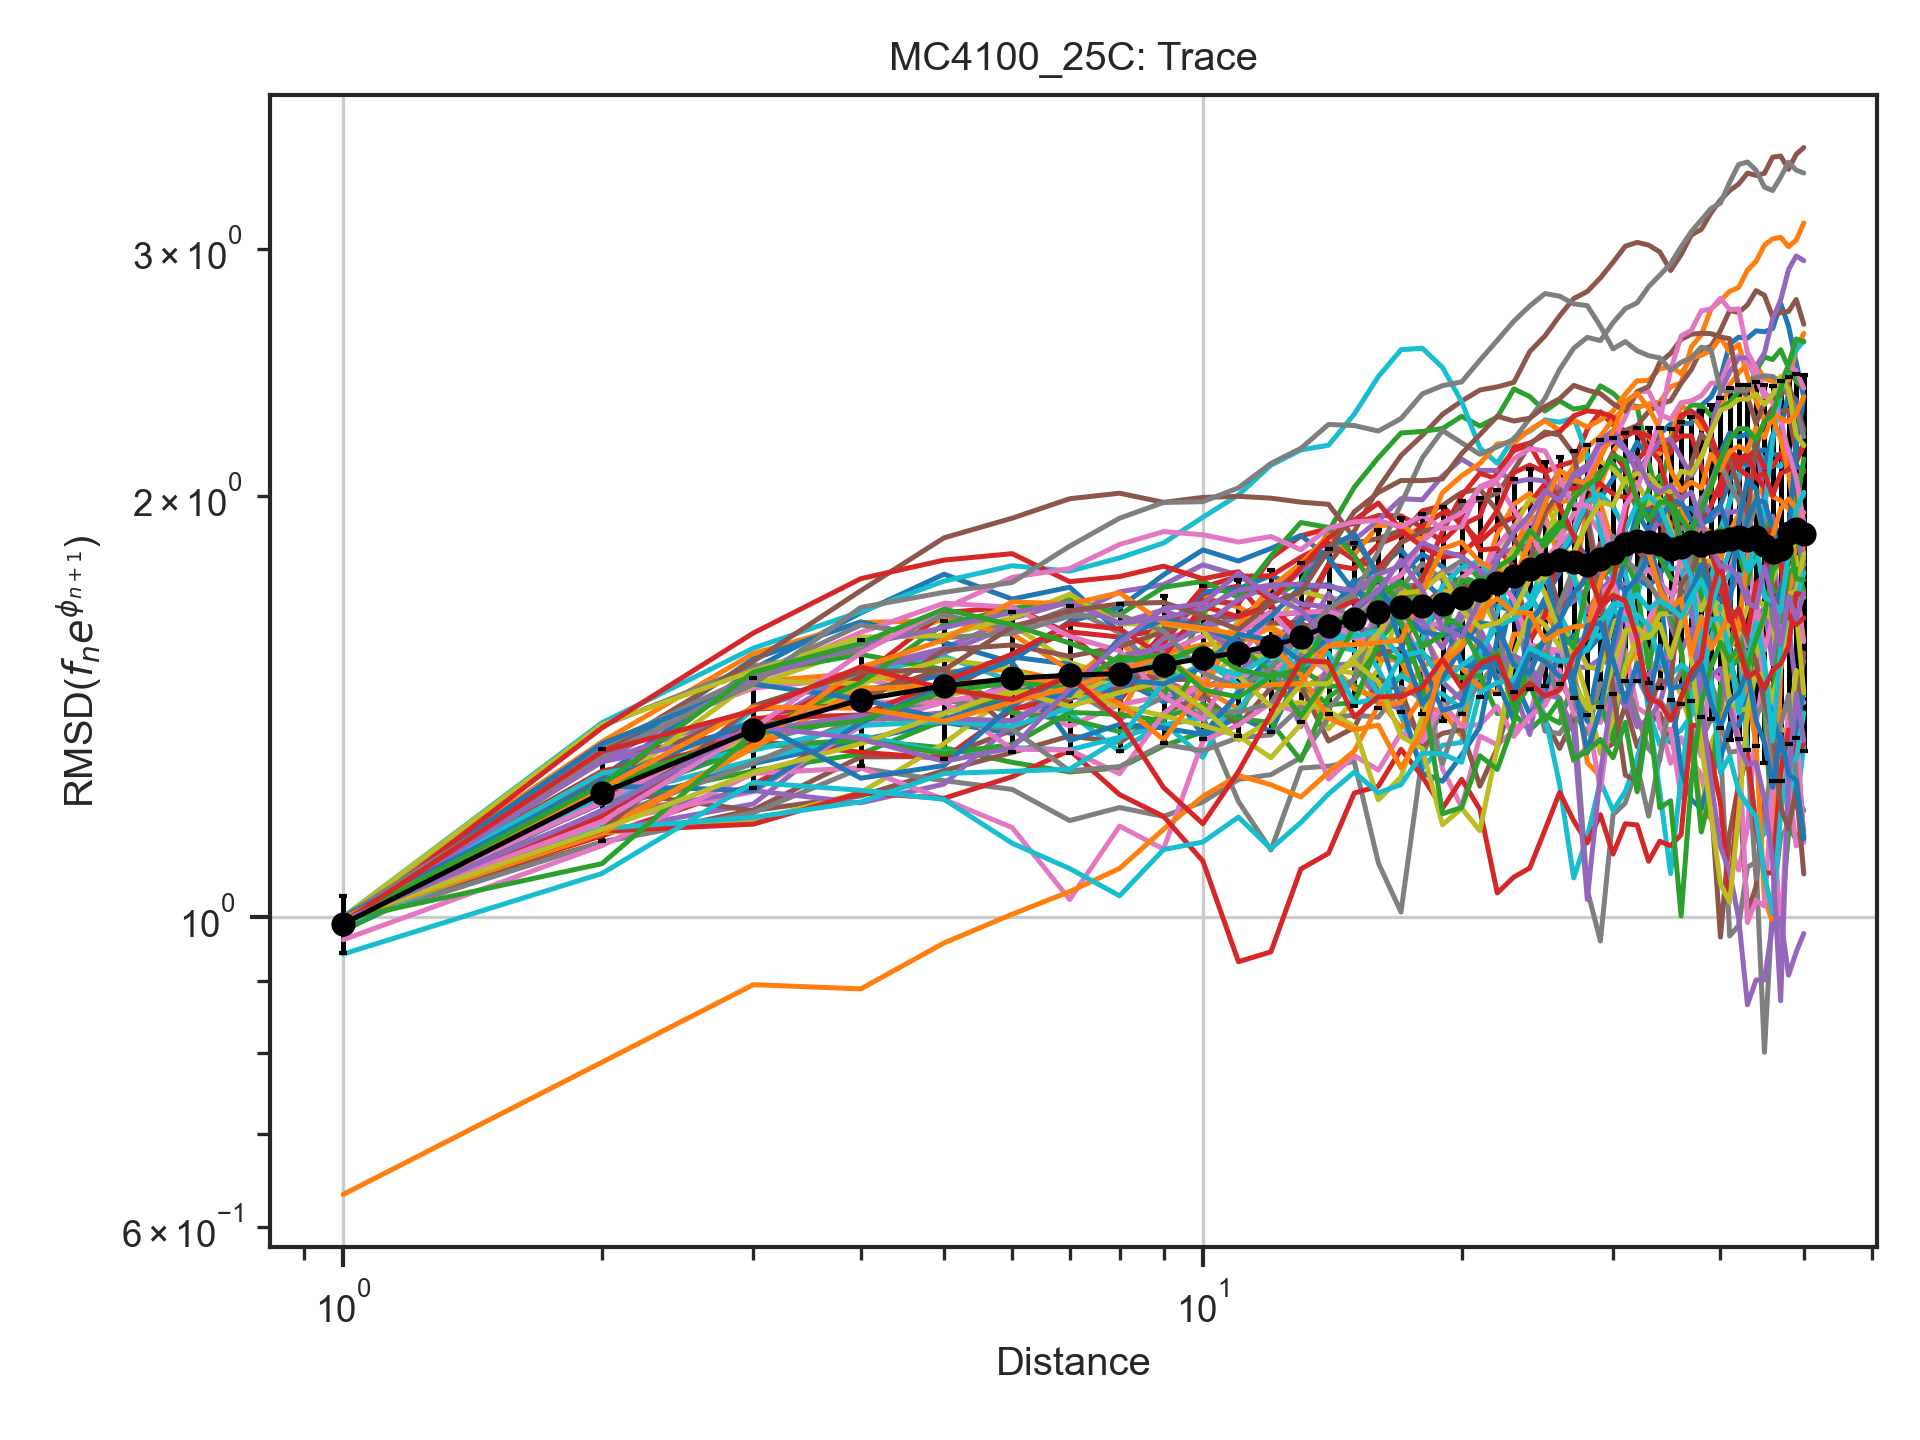 MC4100_25C: Trace
RMSD(fₙe^ϕₙ₊₁)
3×10⁰
2×10⁰
10⁰
6×10⁻¹
10⁰
10¹
Distance